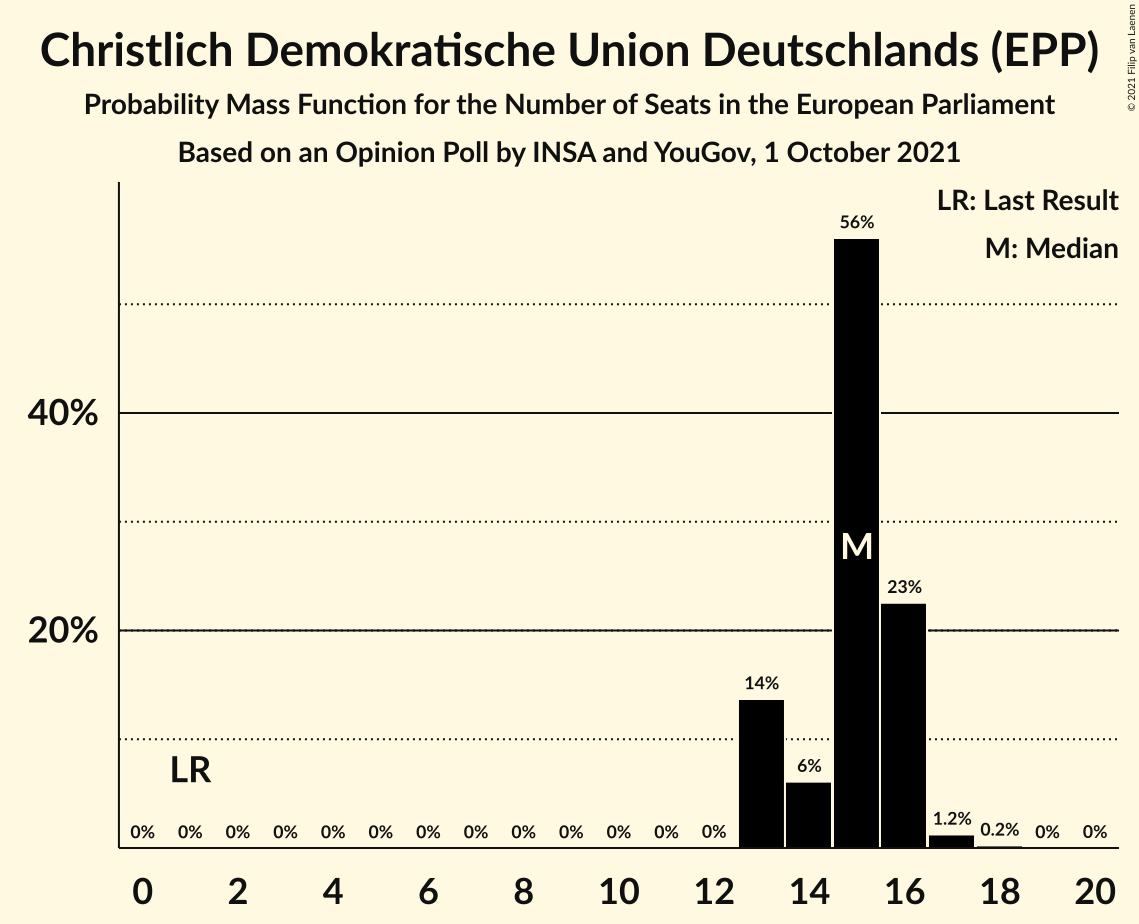 Christlich Demokratische Union Deutschlands (EPP)
Probability Mass Function for the Number of Seats in the European Parliament
Based on an Opinion Poll by INSA and YouGov, 1 October 2021
© 2021 Filip van Laenen
LR: Last Result
M: Median
56%
40%
M
23%
20%
14%
LR
6%
0% 0% 0% 0% 0% 0% 0% 0% 0% 0% 0% 0% 0% 1.2% 0.2% 0% 0%
0 2 4 6 8 10 12 14 16 18 20